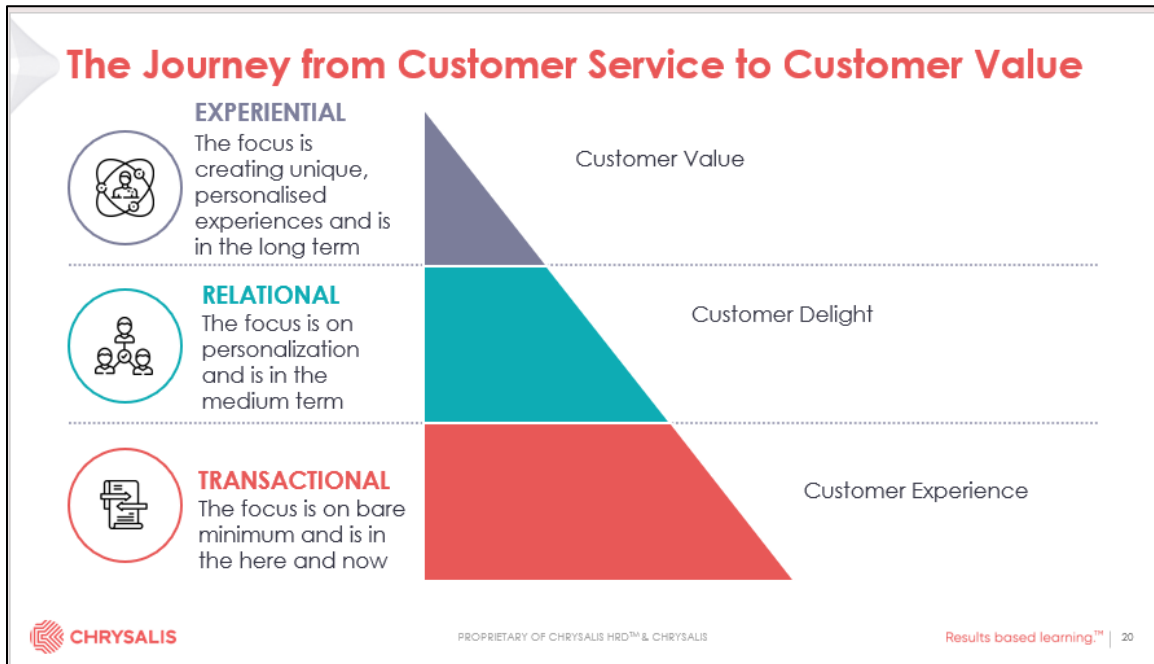 The Journey from Customer Service to Customer Value
EXPERIENTIAL
The focus is
creating unique,
personalised
experiences and is
in the long term
Customer Value
RELATIONAL
The focus is on
personalization
and is in the
medium term
Customer Delight
TRANSACTIONAL
The focus is on bare
minimum and is in
the here and now
Customer Experience
CHRYSALIS
PROPRIETARY OF CHRYSALIS HRD™ & CHRYSALIS
Results based learning.™ | 20